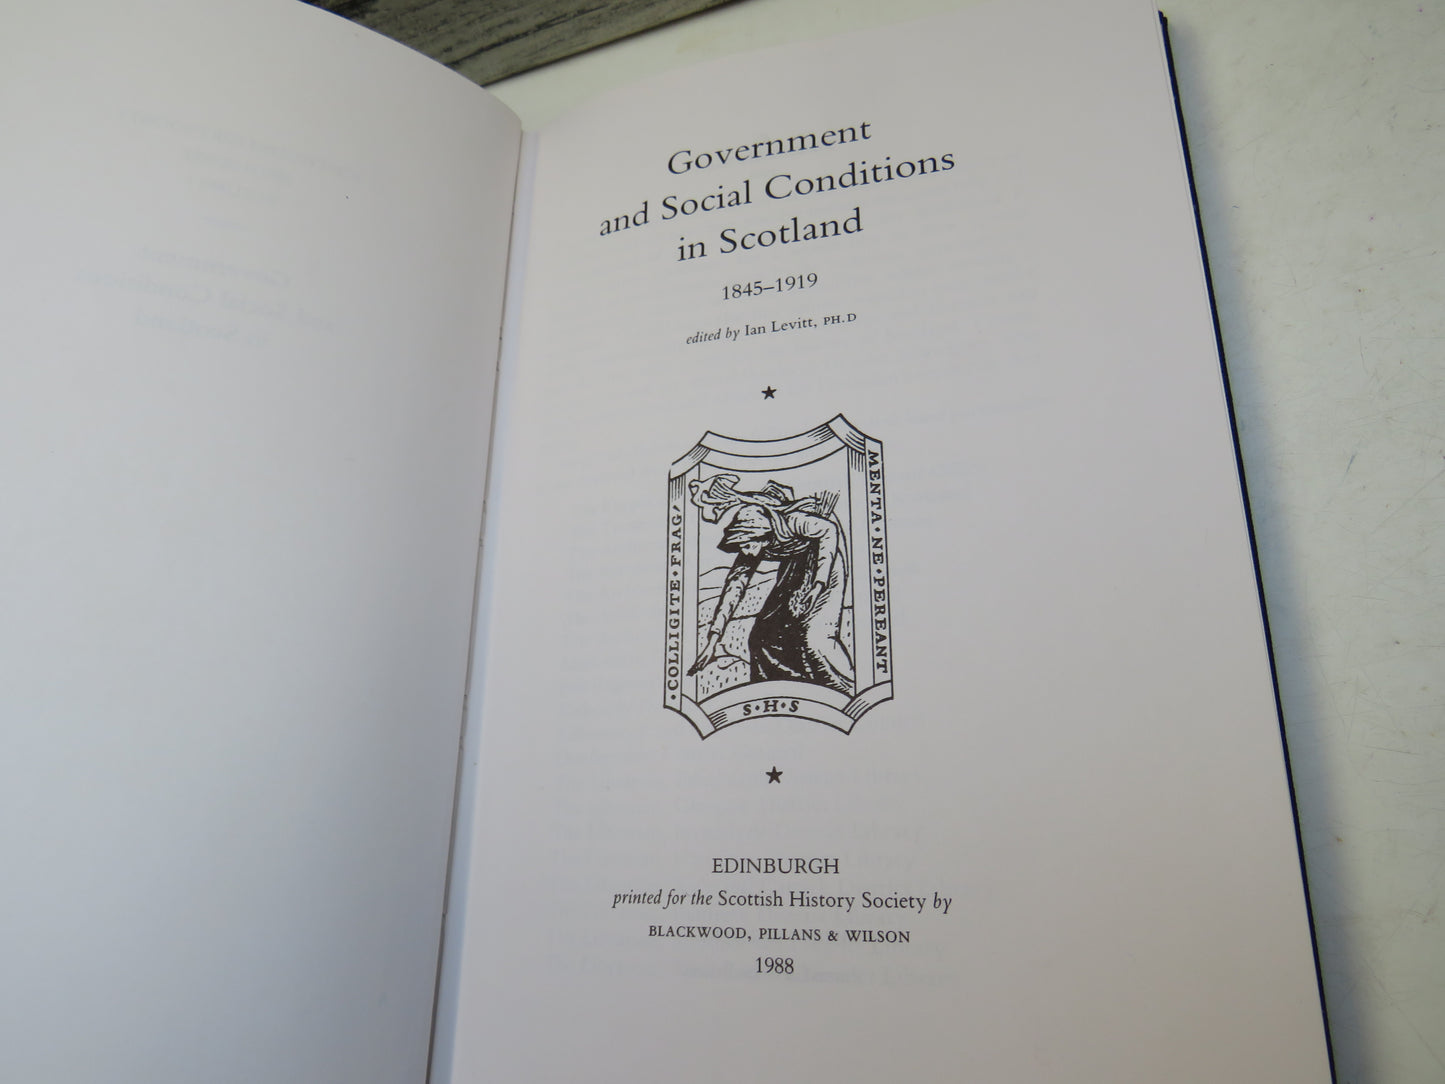 Government
and Social Conditions
in Scotland
1845–1919
edited by Ian Levitt, PH.D
COLLIGITE·FRAG/
MENTA·NE·PEREANT
S·H·S
EDINBURGH
printed for the Scottish History Society by
BLACKWOOD, PILLANS & WILSON
1988